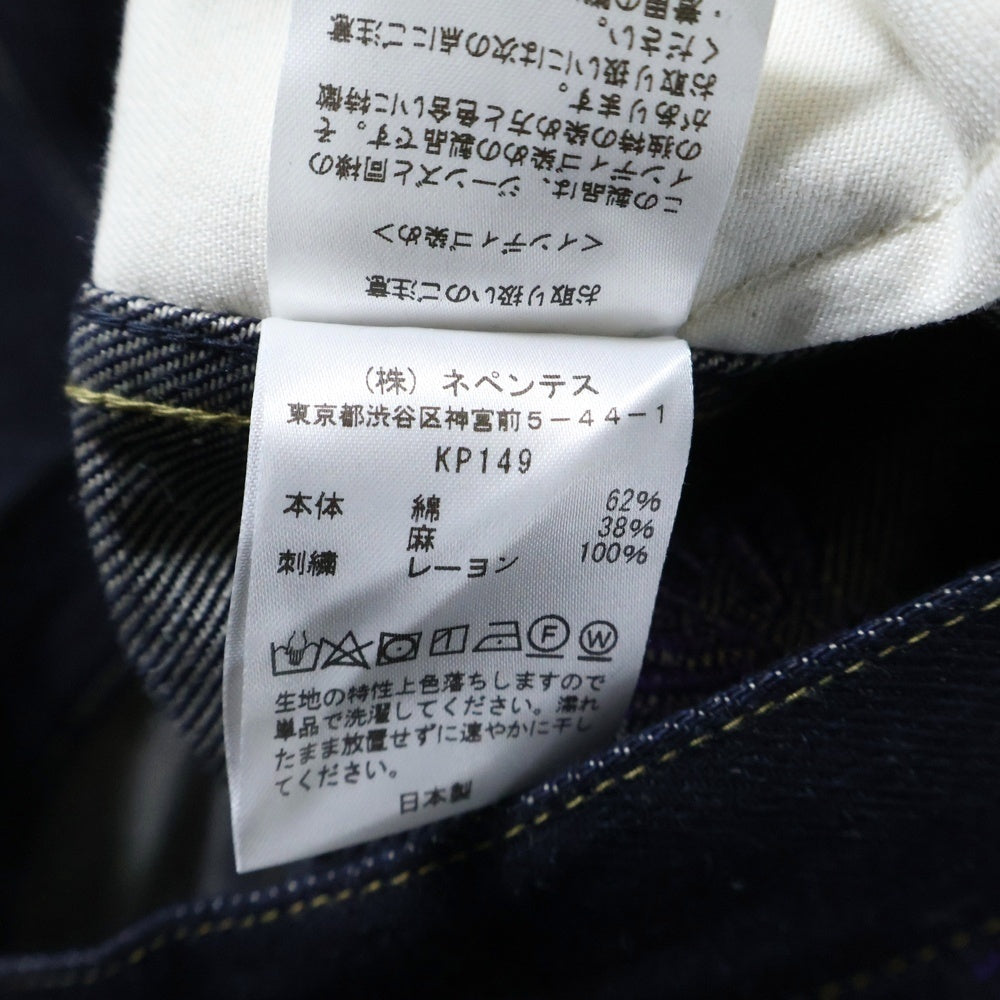 お取り扱いのご注意
<インディゴ染め>
この製品は、ジーンズと同様の
インディゴ染めの製品です。そ
の独特の染め方と色合いに特徴
があります。
お取り扱いには次の点にご注意
ください。
(株) ネペンテス
東京都渋谷区神宮前5-44-1
KP149
本体 綿 62%
麻 38%
刺繍 レーヨン 100%
F W
生地の特性上色落ちしますので
単品で洗濯してください。濡れ
たまま放置せずに速やかに干し
てください。
日本製